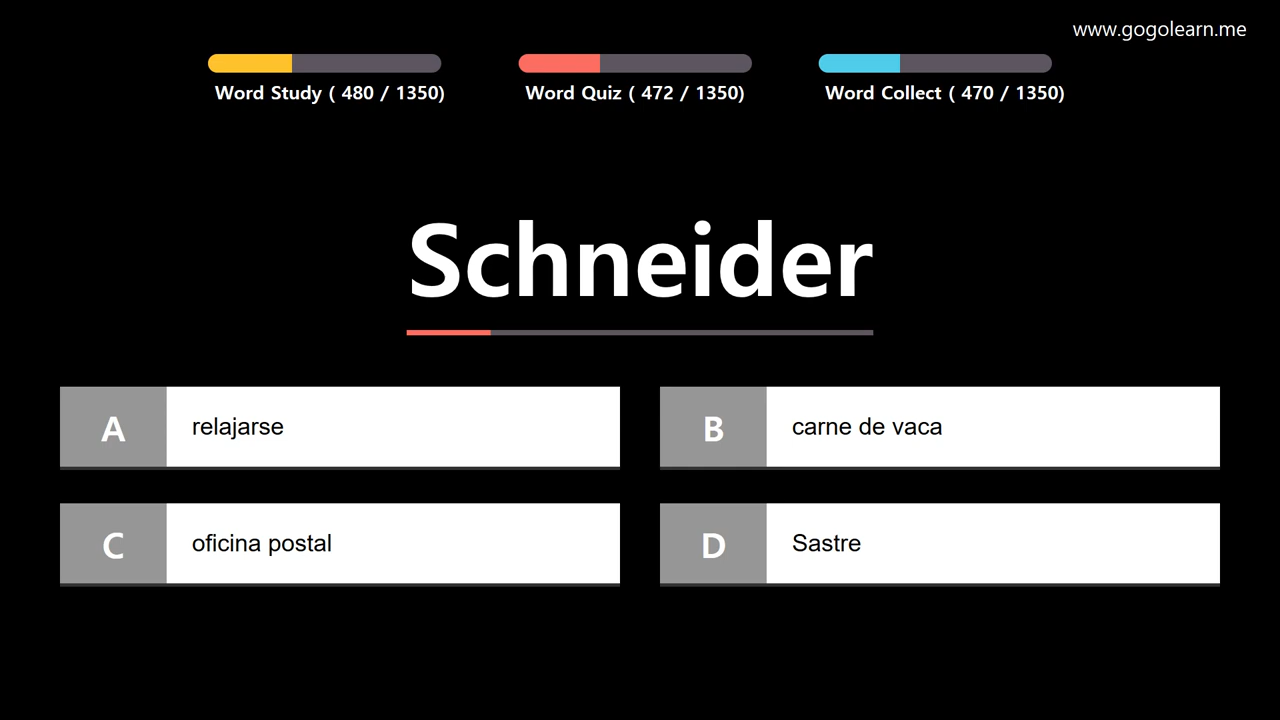 www.gogolearn.me
Word Study ( 480 / 1350)
Word Quiz ( 472 / 1350)
Word Collect ( 470 / 1350)
Schneider
A relajarse
B carne de vaca
C oficina postal
D Sastre